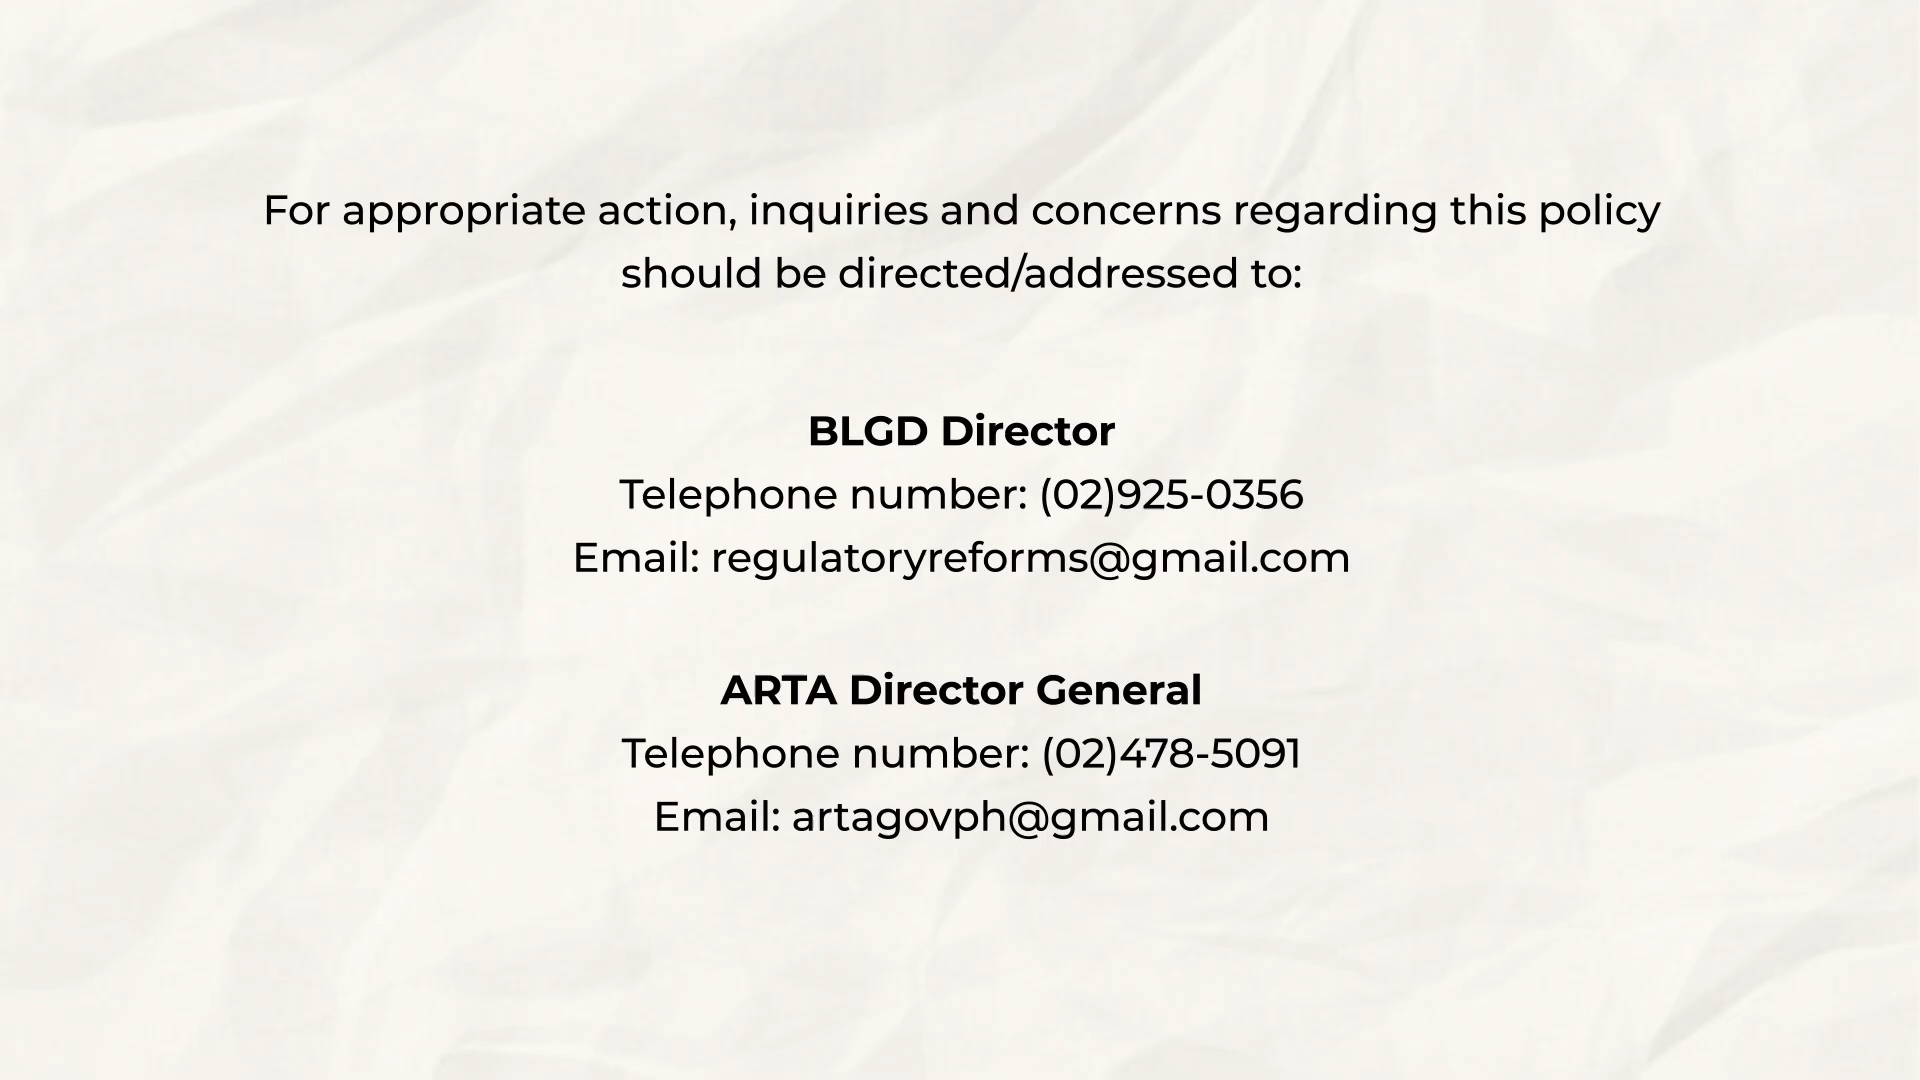 For appropriate action, inquiries and concerns regarding this policy
should be directed/addressed to:
BLGD Director
Telephone number: (02)925-0356
Email: regulatoryreforms@gmail.com
ARTA Director General
Telephone number: (02)478-5091
Email: artagovph@gmail.com